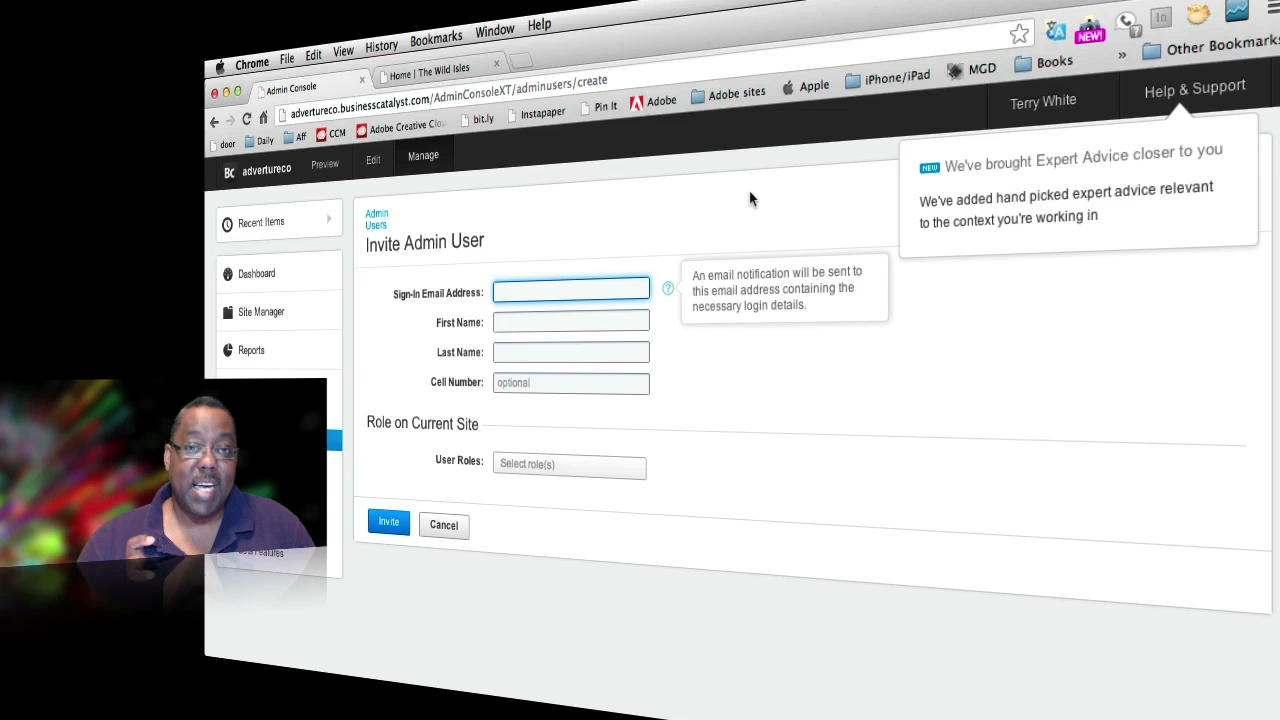 Chrome File Edit View History Bookmarks Window Help
Admin Console
Home | The Wild Isles
advertureco.businesscatalyst.com/AdminConsoleXT/adminusers/create
NEW!
door Daily Aff CCM Adobe Creative Clou bit.ly Instapaper Pin It Adobe Adobe sites Apple iPhone/iPad MGD Books » Other Bookmarks
Bc advertureco Preview Edit Manage Terry White Help & Support
NEW We've brought Expert Advice closer to you
We've added hand picked expert advice relevant
to the context you're working in
Recent Items
Dashboard
Site Manager
Reports
Admin
Users
Invite Admin User
Sign-In Email Address:
?
An email notification will be sent to
this email address containing the
necessary login details.
First Name:
Last Name:
Cell Number: optional
Role on Current Site
User Roles: Select role(s)
Invite Cancel